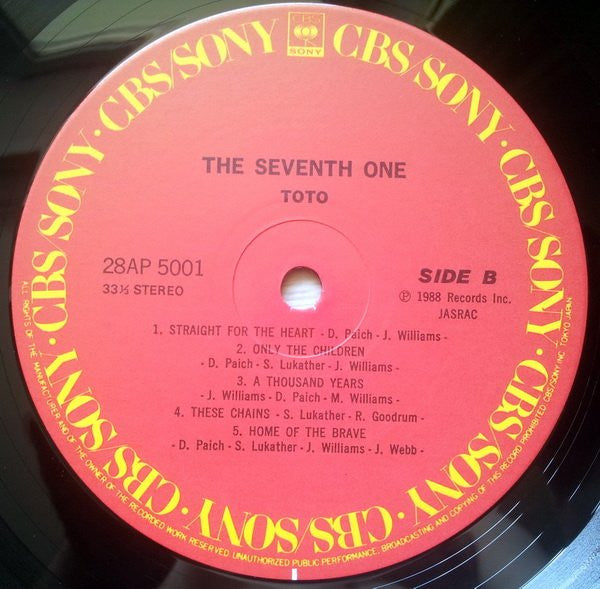 CBS
SONY
CBS/SONY · CBS/SONY · CBS/SONY · CBS/SONY · CBS/SONY · CBS/SONY · CBS/SONY · CBS/SONY
THE SEVENTH ONE
TOTO
28AP 5001
33⅓ STEREO
SIDE B
Ⓟ 1988 Records Inc.
JASRAC
1. STRAIGHT FOR THE HEART - D. Paich - J. Williams -
2. ONLY THE CHILDREN
- D. Paich - S. Lukather - J. Williams -
3. A THOUSAND YEARS
- J. Williams - D. Paich - M. Williams -
4. THESE CHAINS - S. Lukather - R. Goodrum -
5. HOME OF THE BRAVE
- D. Paich - S. Lukather - J. Williams - J. Webb -
ALL RIGHTS OF THE MANUFACTURER AND OF THE OWNER OF THE RECORDED WORK RESERVED UNAUTHORIZED PUBLIC PERFORMANCE, BROADCASTING AND COPYING OF THIS RECORD PROHIBITED. CBS/SONY INC. TOKYO JAPAN